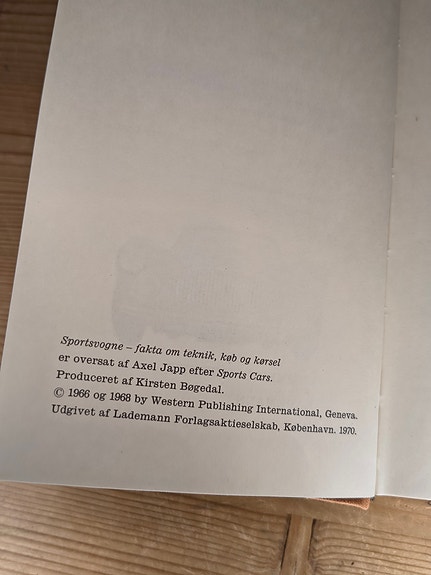 Sportsvogne – fakta om teknik, køb og kørsel
er oversat af Axel Japp efter Sports Cars.
Produceret af Kirsten Bøgedal.
© 1966 og 1968 by Western Publishing International, Geneva.
Udgivet af Lademann Forlagsaktieselskab, København. 1970.